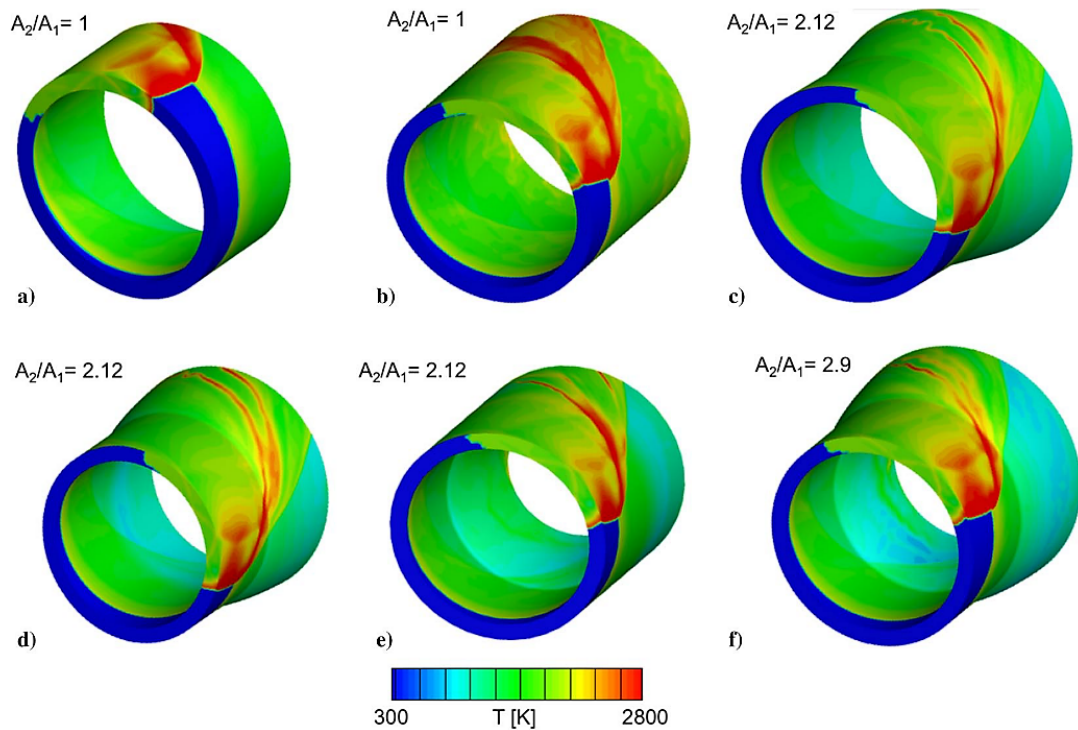 A₂/A₁= 1
A₂/A₁= 1
A₂/A₁= 2.12
a)
b)
c)
A₂/A₁= 2.12
A₂/A₁= 2.12
A₂/A₁= 2.9
d)
e)
f)
300 T [K] 2800